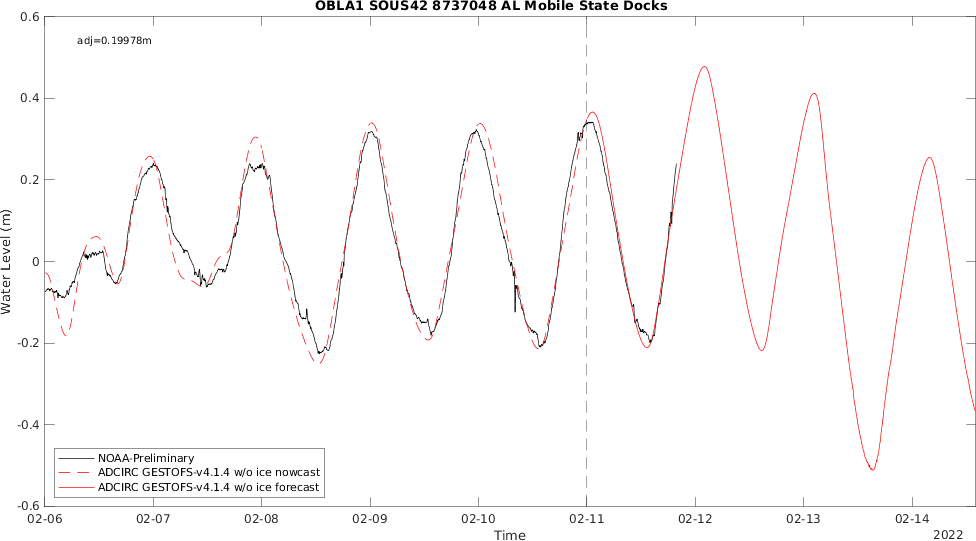 OBLA1 SOUS42 8737048 AL Mobile State Docks
0.6
adj=0.19978m
0.4
0.2
0
-0.2
-0.4
-0.6
Water Level (m)
NOAA-Preliminary
ADCIRC GESTOFS-v4.1.4 w/o ice nowcast
ADCIRC GESTOFS-v4.1.4 w/o ice forecast
02-06 02-07 02-08 02-09 02-10 02-11 02-12 02-13 02-14
Time
2022